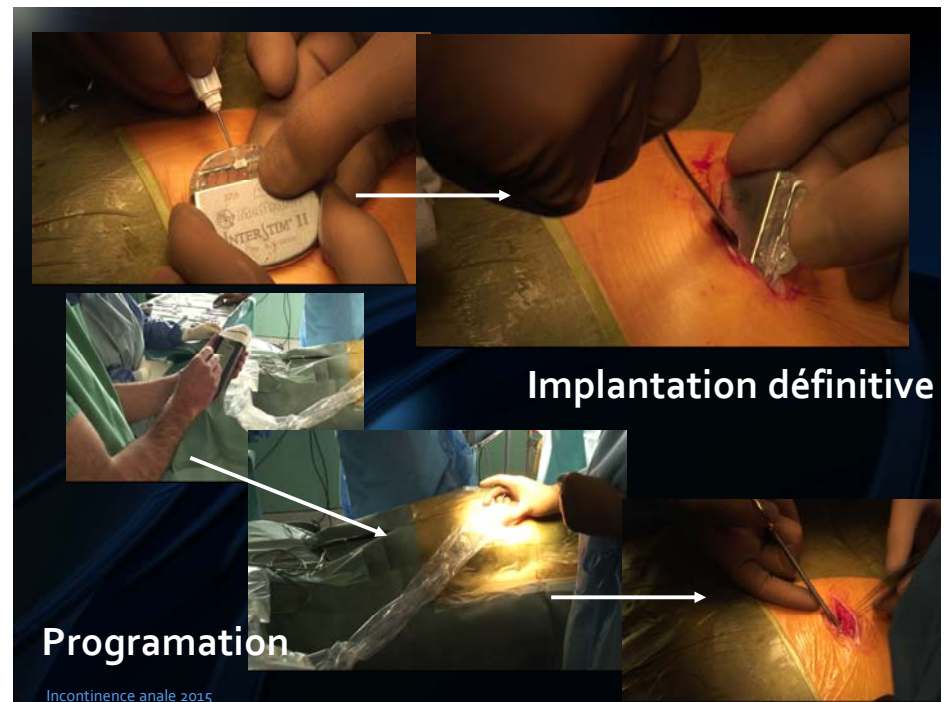 INTERSTIM® II
Implantation définitive
Programation
Incontinence anale 2015